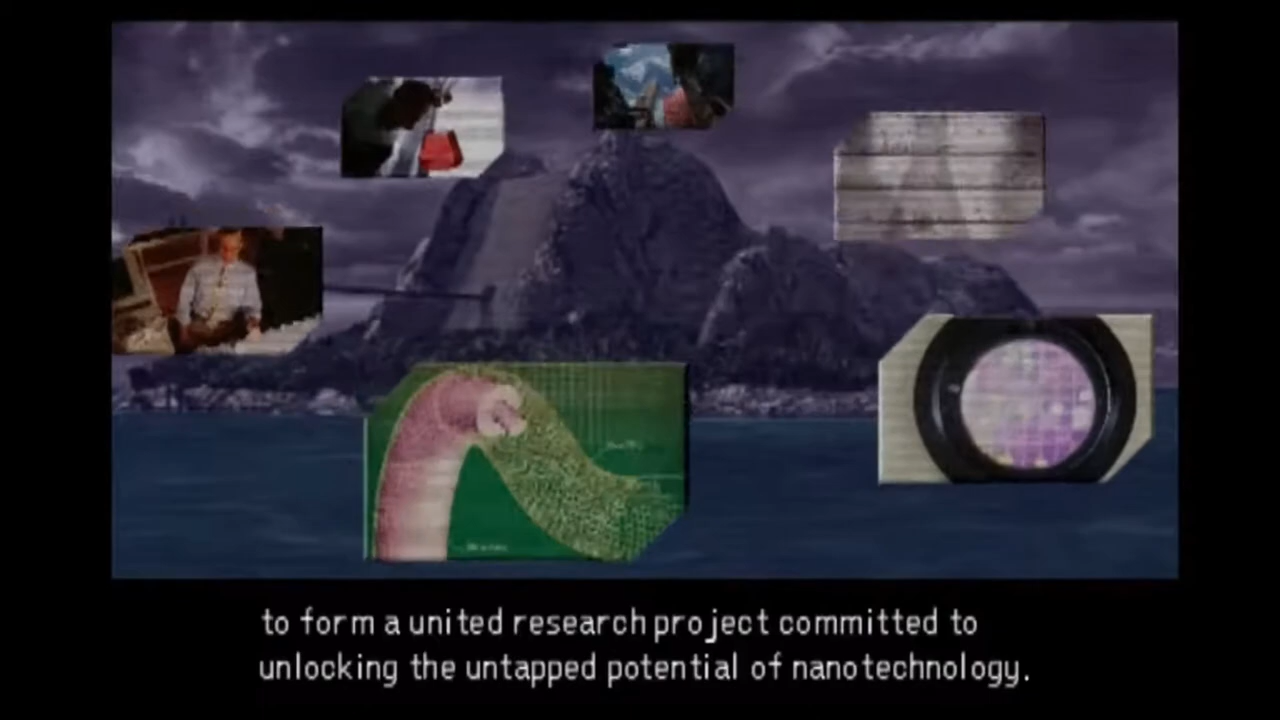 to form a united research project committed to
unlocking the untapped potential of nanotechnology.